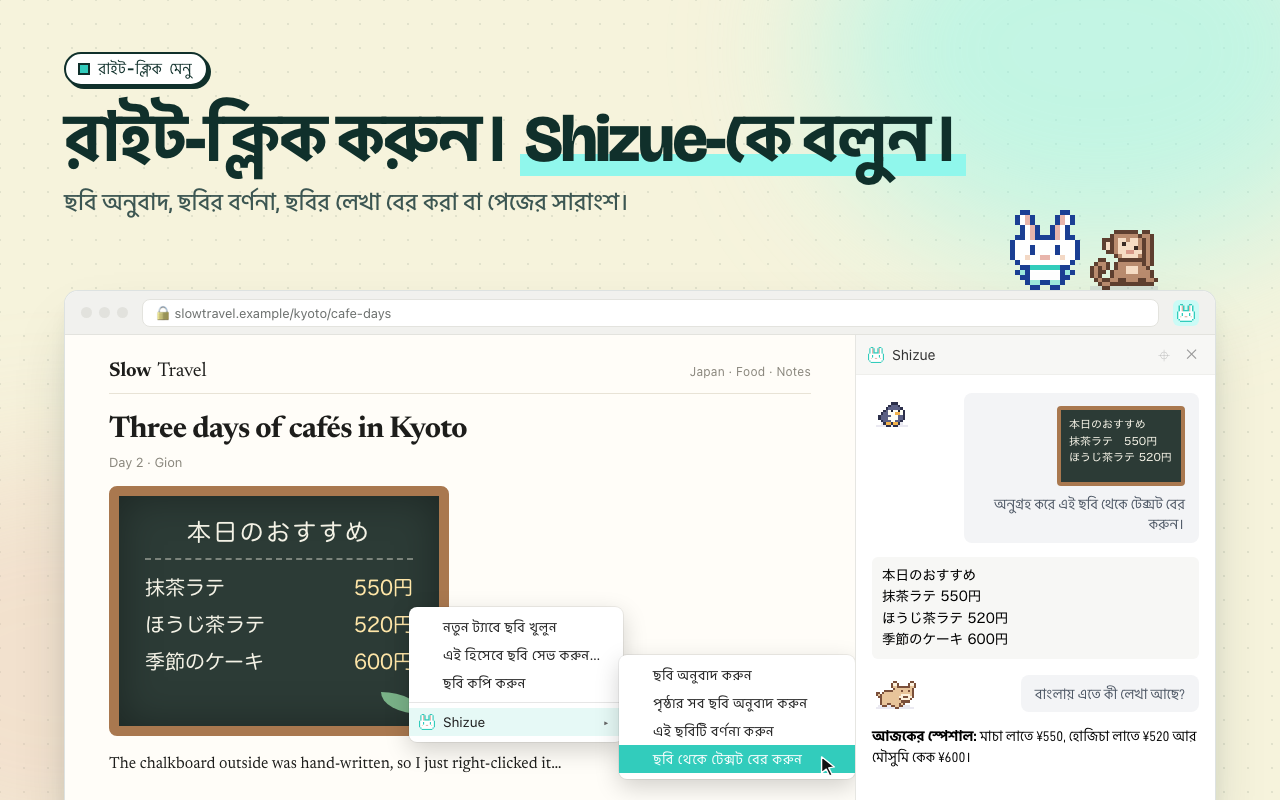 রাইট-ক্লিক মেনু
রাইট-ক্লিক করুন। Shizue-কে বলুন।
ছবি অনুবাদ, ছবির বর্ণনা, ছবির লেখা বের করা বা পেজের সারাংশ।
slowtravel.example/kyoto/cafe-days
Slow Travel
Japan · Food · Notes
Three days of cafés in Kyoto
Day 2 · Gion
本日のおすすめ
抹茶ラテ 550円
ほうじ茶ラテ 520円
季節のケーキ 600円
The chalkboard outside was hand-written, so I just right-clicked it…
নতুন ট্যাবে ছবি খুলুন
এই হিসেবে ছবি সেভ করুন…
ছবি কপি করুন
Shizue ▸
ছবি অনুবাদ করুন
পৃষ্ঠার সব ছবি অনুবাদ করুন
এই ছবিটি বর্ণনা করুন
ছবি থেকে টেক্সট বের করুন
Shizue
本日のおすすめ
抹茶ラテ 550円
ほうじ茶ラテ 520円
অনুগ্রহ করে এই ছবি থেকে টেক্সট বের
করুন।
本日のおすすめ
抹茶ラテ 550円
ほうじ茶ラテ 520円
季節のケーキ 600円
বাংলায় এতে কী লেখা আছে?
আজকের স্পেশাল: মাচা লাতে ¥550, হোজিচা লাতে ¥520 আর
মৌসুমি কেক ¥600।